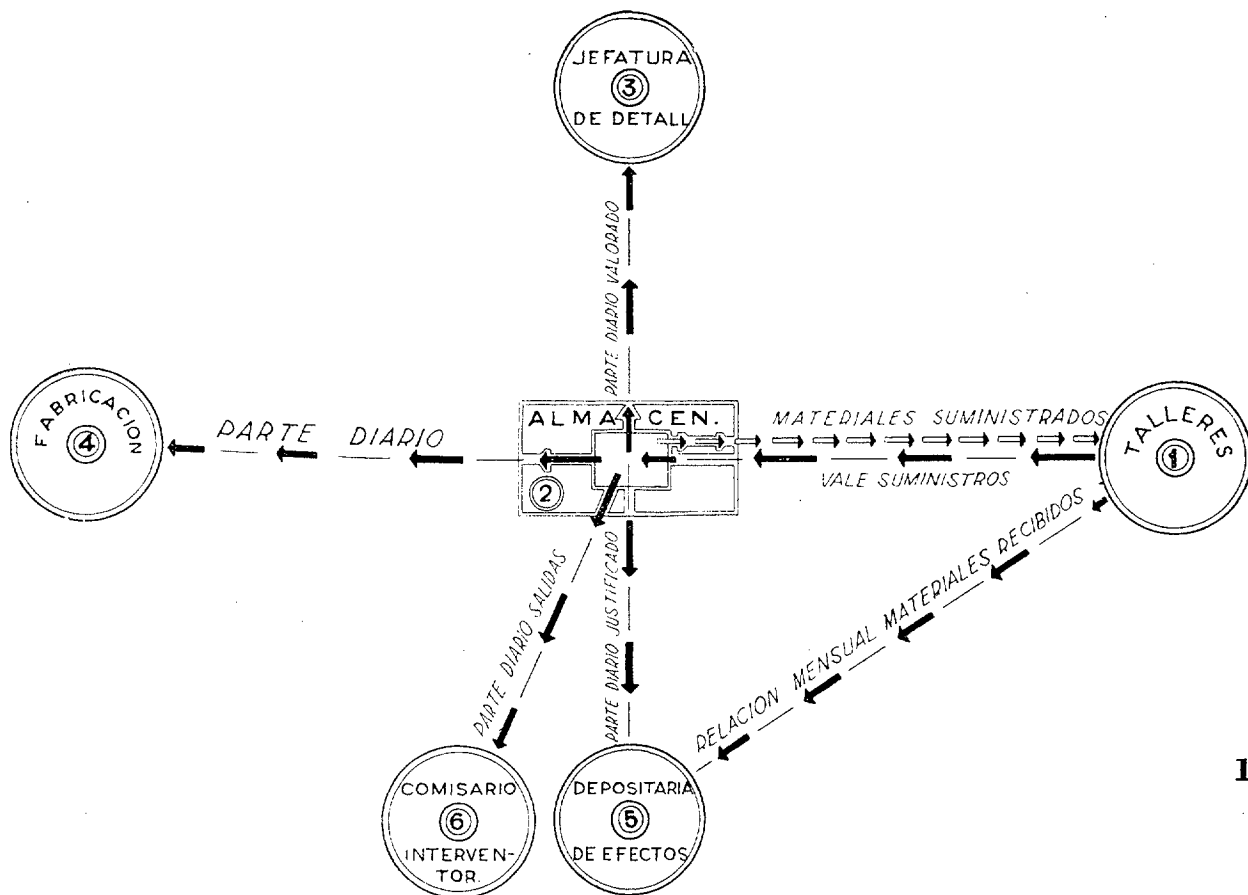 JEFATURA
3
DE DETALL
PARTE DIARIO VALORADO
FABRICACION
4
PARTE DIARIO
ALMACEN.
2
MATERIALES SUMINISTRADOS
VALE SUMINISTROS
TALLERES
1
PARTE DIARIO SALIDAS
PARTE DIARIO JUSTIFICADO
RELACION MENSUAL MATERIALES RECIBIDOS
COMISARIO
6
INTERVEN-
TOR.
DEPOSITARIA
5
DE EFECTOS
1